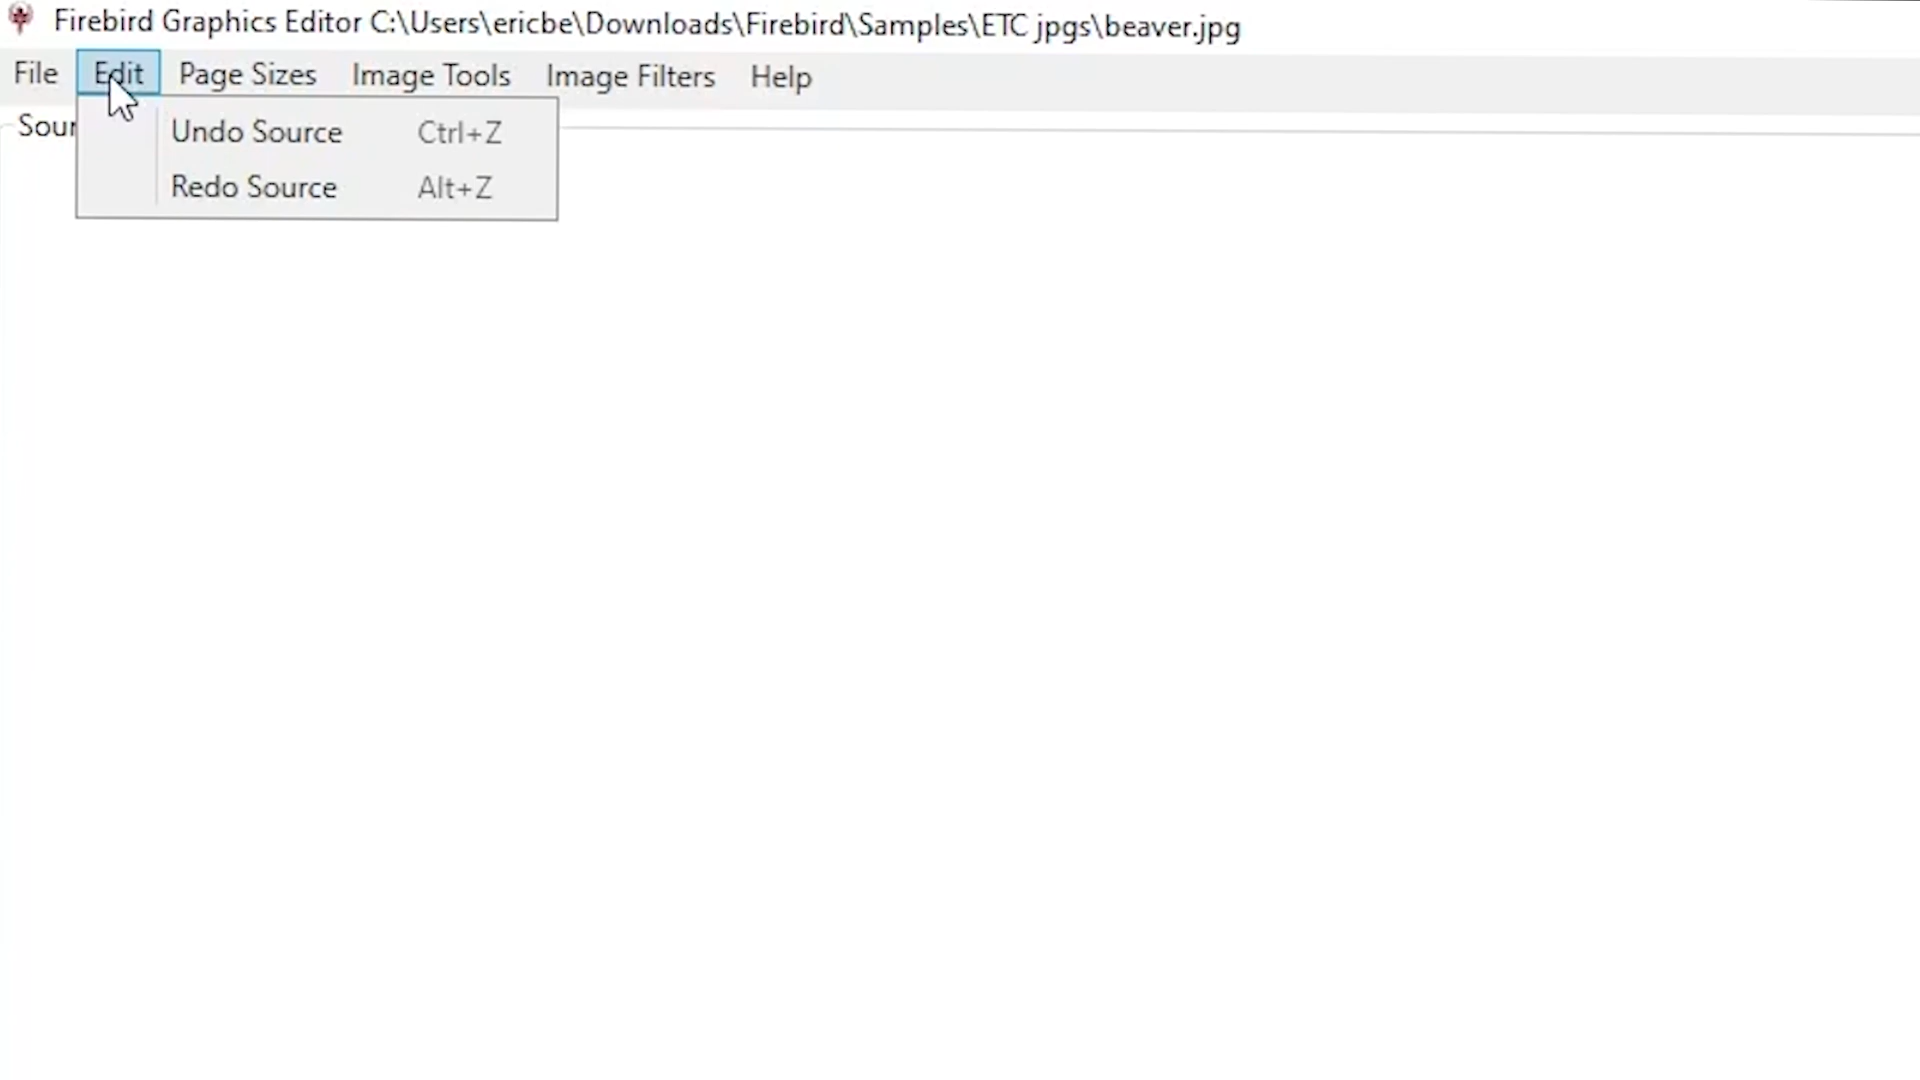 Firebird Graphics Editor C:\Users\ericbe\Downloads\Firebird\Samples\ETC jpgs\beaver.jpg
File Edit Page Sizes Image Tools Image Filters Help
Sour
Undo Source Ctrl+Z
Redo Source Alt+Z